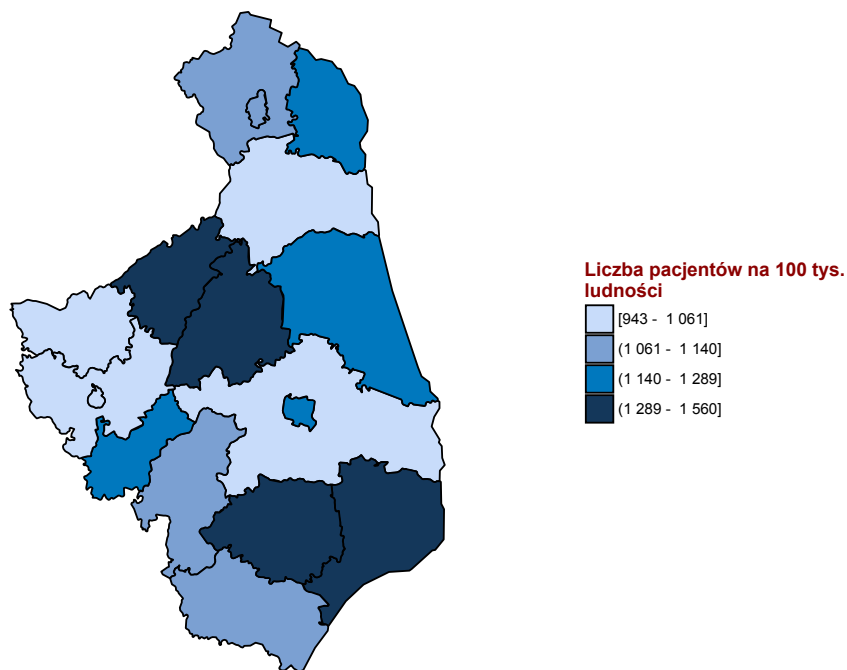 Liczba pacjentów na 100 tys.
ludności
[943 - 1 061]
(1 061 - 1 140]
(1 140 - 1 289]
(1 289 - 1 560]